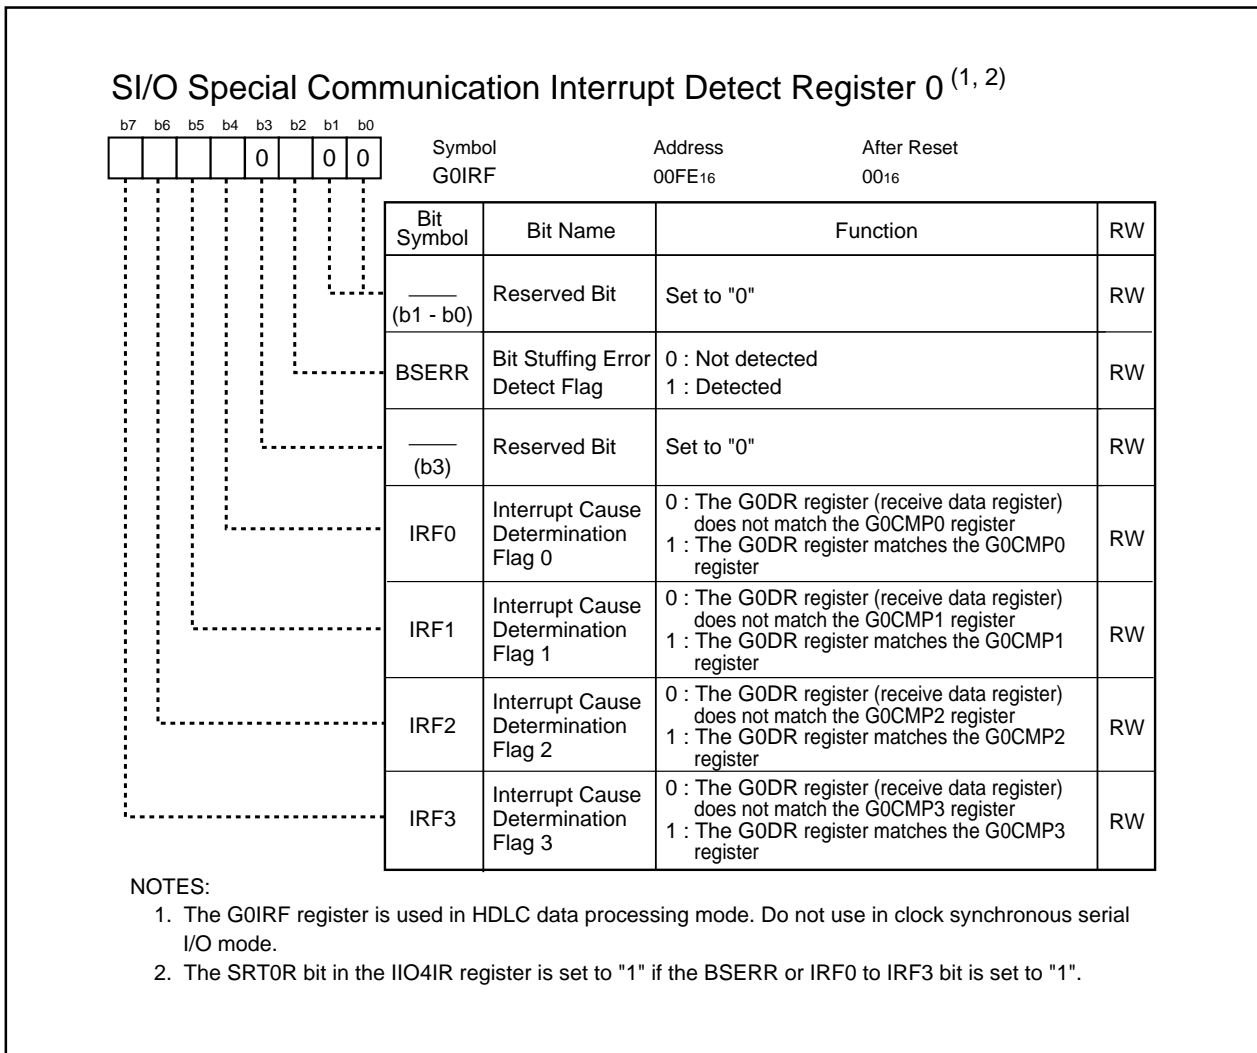 SI/O Special Communication Interrupt Detect Register 0 (1, 2)
b7 b6 b5 b4 b3 b2 b1 b0
0 0 0
Symbol Address After Reset
G0IRF 00FE16 0016
Bit Symbol Bit Name Function RW
(b1 - b0) Reserved Bit Set to "0" RW
BSERR Bit Stuffing Error 0 : Not detected RW
Detect Flag 1 : Detected
(b3) Reserved Bit Set to "0" RW
IRF0 Interrupt Cause Determination Flag 0
0 : The G0DR register (receive data register)
does not match the G0CMP0 register
1 : The G0DR register matches the G0CMP0
register
RW
IRF1 Interrupt Cause Determination Flag 1
0 : The G0DR register (receive data register)
does not match the G0CMP1 register
1 : The G0DR register matches the G0CMP1
register
RW
IRF2 Interrupt Cause Determination Flag 2
0 : The G0DR register (receive data register)
does not match the G0CMP2 register
1 : The G0DR register matches the G0CMP2
register
RW
IRF3 Interrupt Cause Determination Flag 3
0 : The G0DR register (receive data register)
does not match the G0CMP3 register
1 : The G0DR register matches the G0CMP3
register
RW
NOTES:
1. The G0IRF register is used in HDLC data processing mode. Do not use in clock synchronous serial
I/O mode.
2. The SRT0R bit in the IIO4IR register is set to "1" if the BSERR or IRF0 to IRF3 bit is set to "1".